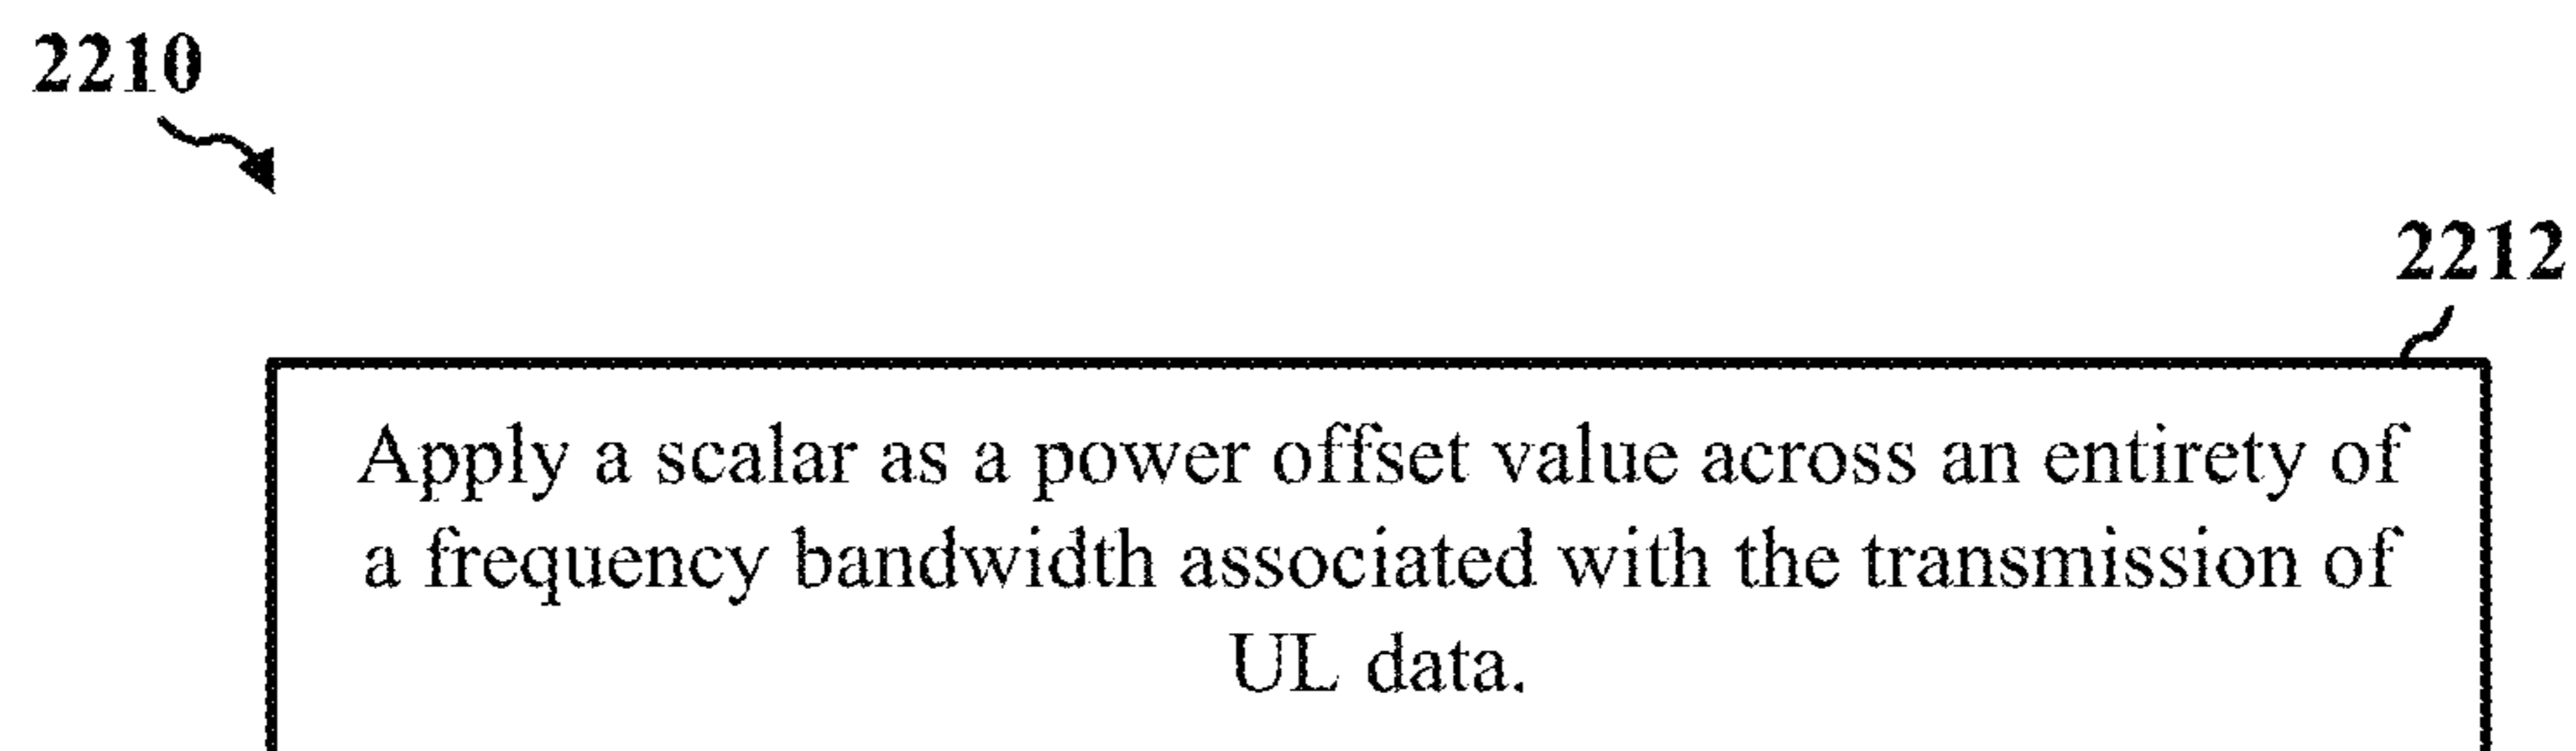 2210
2212
Apply a scalar as a power offset value across an entirety of
a frequency bandwidth associated with the transmission of
UL data.